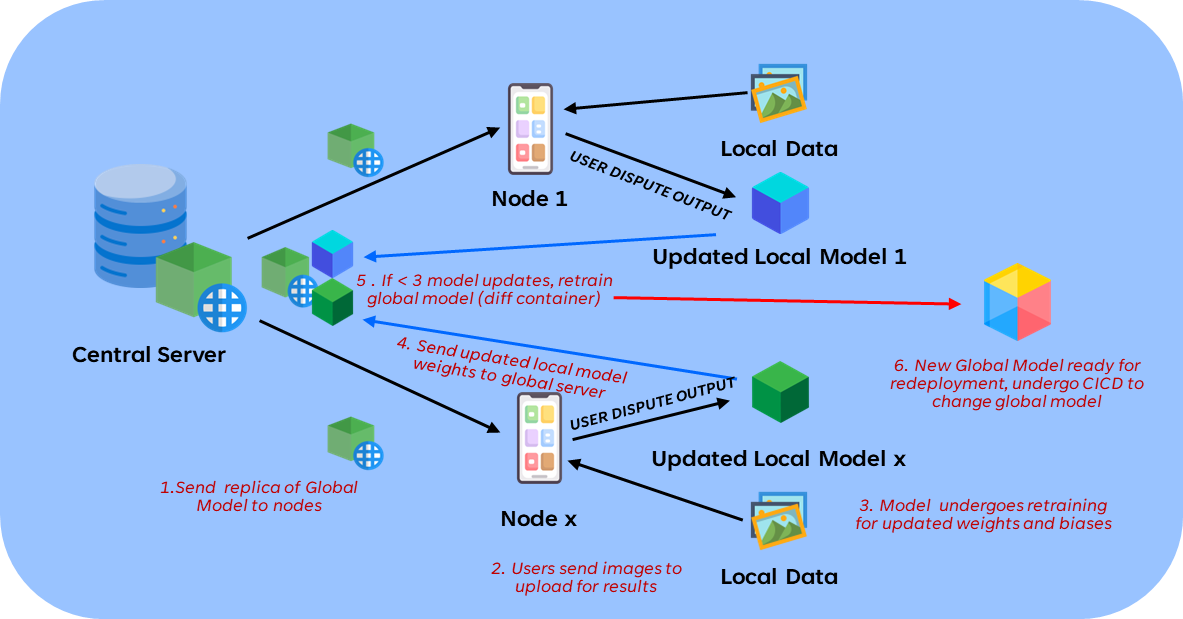 Local Data
USER DISPUTE OUTPUT
Node 1
Updated Local Model 1
5 . If < 3 model updates, retrain
global model (diff container)
Central Server
4. Send updated local model
weights to global server
6. New Global Model ready for
redeployment, undergo CICD to
change global model
USER DISPUTE OUTPUT
Updated Local Model x
1.Send replica of Global
Model to nodes
Node x
3. Model undergoes retraining
for updated weights and biases
2. Users send images to
upload for results
Local Data